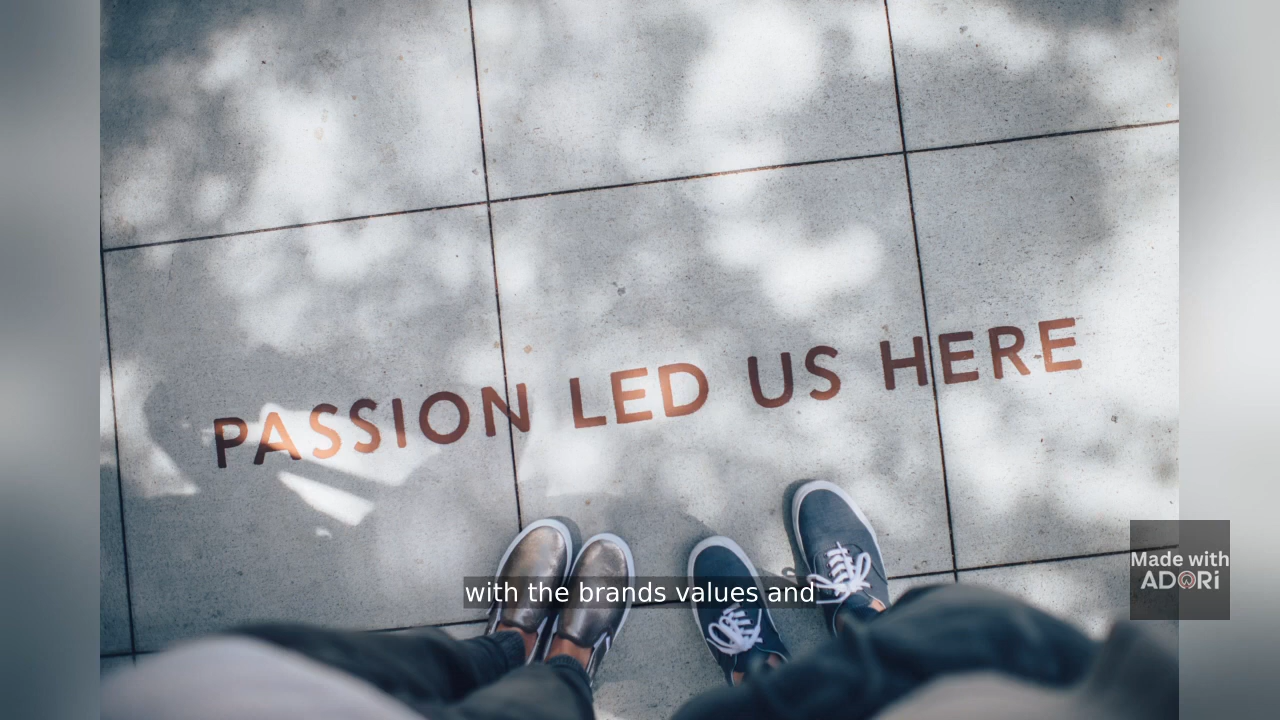 PASSION LED US HERE
with the brands values and
Made with
ADORi